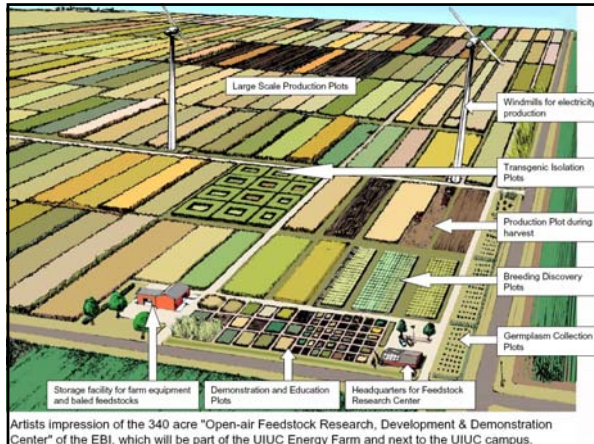 Large Scale Production Plots
Windmills for electricity
production
Transgenic Isolation
Plots
Production Plot during
harvest
Breeding Discovery
Plots
Germplasm Collection
Plots
Storage facility for farm equipment
and baled feedstocks
Demonstration and Education
Plots
Headquarters for Feedstock
Research Center
Artists impression of the 340 acre "Open-air Feedstock Research, Development & Demonstration
Center" of the EBI, which will be part of the UIUC Energy Farm and next to the UIUC campus.